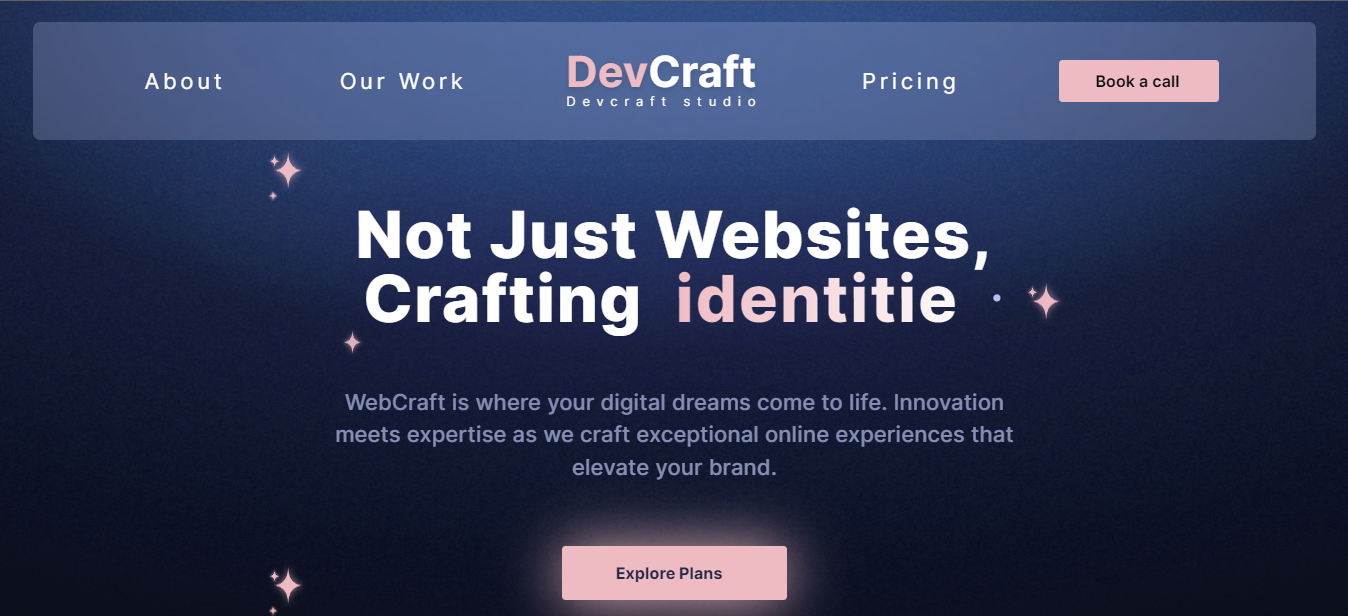 About
Our Work
DevCraft
Devcraft studio
Pricing
Book a call
Not Just Websites,
Crafting identitie
WebCraft is where your digital dreams come to life. Innovation
meets expertise as we craft exceptional online experiences that
elevate your brand.
Explore Plans